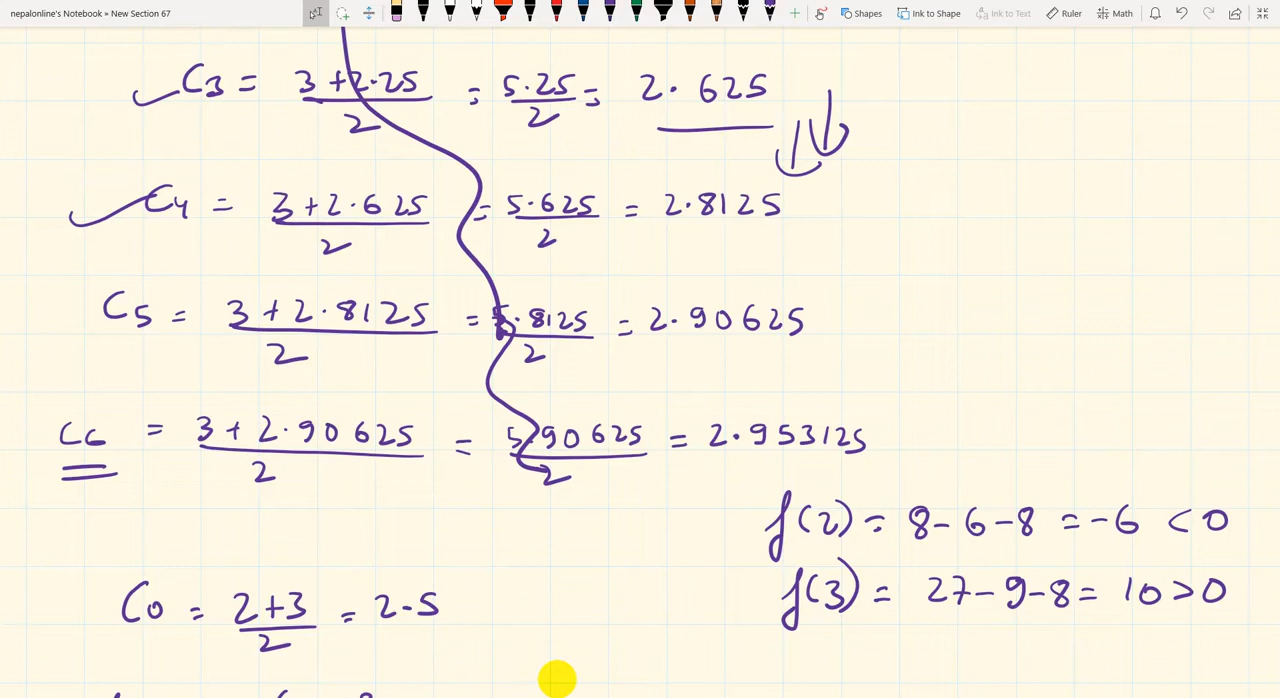 nepalonline's Notebook » New Section 67
Shapes Ink to Shape Ink to Text Ruler Math
C3 = (3 + 2.25)/2 = 5.25/2 = 2.625
C4 = (3 + 2.625)/2 = 5.625/2 = 2.8125
C5 = (3 + 2.8125)/2 = 5.8125/2 = 2.90625
C6 = (3 + 2.90625)/2 = 5.90625/2 = 2.953125
f(2) = 8 - 6 - 8 = -6 < 0
f(3) = 27 - 9 - 8 = 10 > 0
C0 = (2+3)/2 = 2.5